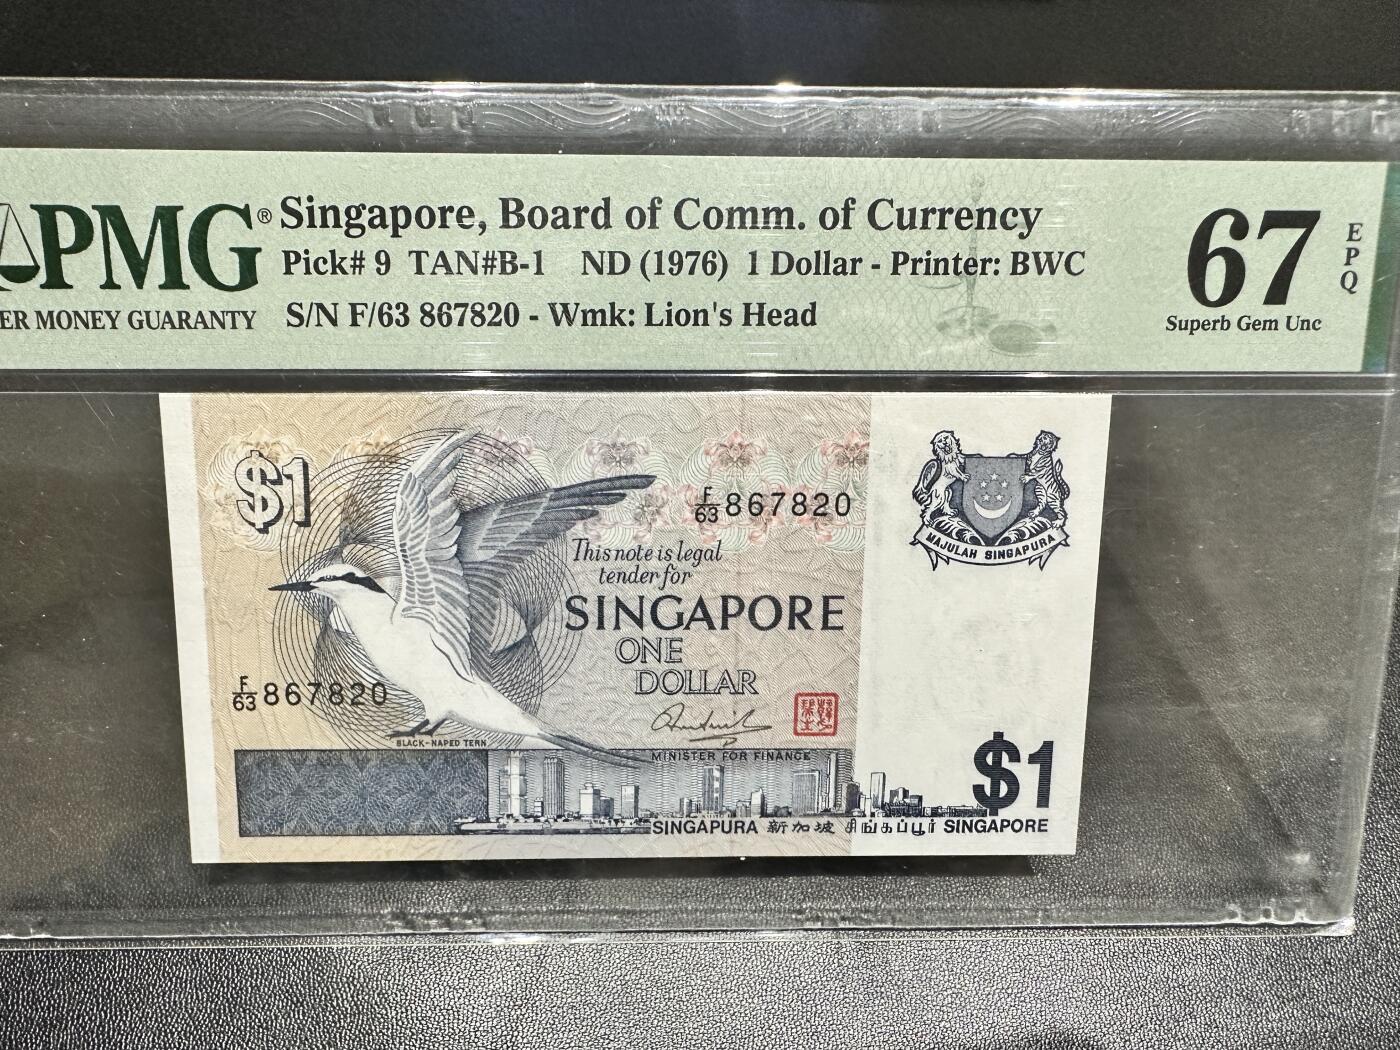 PMG® Singapore, Board of Comm. of Currency
Pick# 9 TAN#B-1 ND (1976) 1 Dollar - Printer: BWC
ER MONEY GUARANTY S/N F/63 867820 - Wmk: Lion's Head
67 EPQ
Superb Gem Unc
$1
F/63 867820
This note is legal
tender for
SINGAPORE
ONE
DOLLAR
F/63 867820
MAJULAH SINGAPURA
BLACK-NAPED TERN
MINISTER FOR FINANCE
$1
SINGAPURA 新加坡 சிங்கப்பூர் SINGAPORE